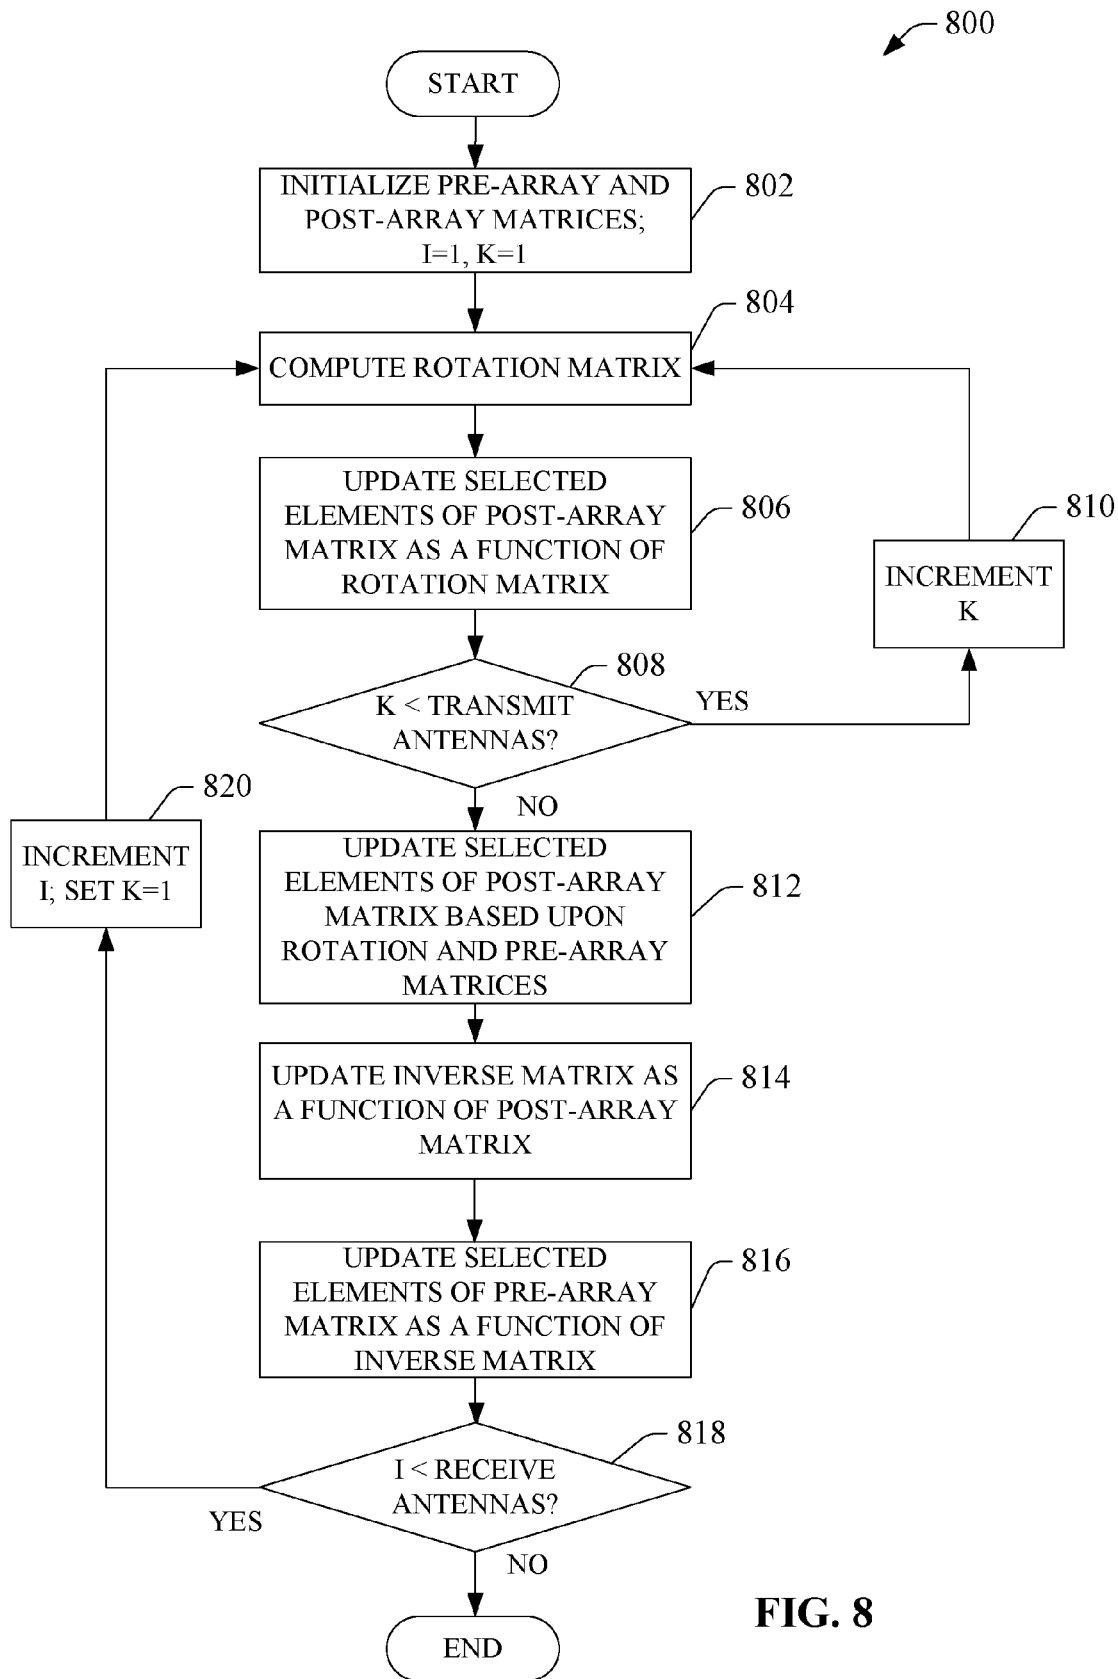 800
START
INITIALIZE PRE-ARRAY AND
POST-ARRAY MATRICES;
I=1, K=1
802
804
COMPUTE ROTATION MATRIX
UPDATE SELECTED
ELEMENTS OF POST-ARRAY
MATRIX AS A FUNCTION OF
ROTATION MATRIX
806
810
INCREMENT
K
808
K < TRANSMIT
ANTENNAS?
YES
NO
820
INCREMENT
I; SET K=1
UPDATE SELECTED
ELEMENTS OF POST-ARRAY
MATRIX BASED UPON
ROTATION AND PRE-ARRAY
MATRICES
812
UPDATE INVERSE MATRIX AS
A FUNCTION OF POST-ARRAY
MATRIX
814
UPDATE SELECTED
ELEMENTS OF PRE-ARRAY
MATRIX AS A FUNCTION OF
INVERSE MATRIX
816
818
I < RECEIVE
ANTENNAS?
YES
NO
END
FIG. 8